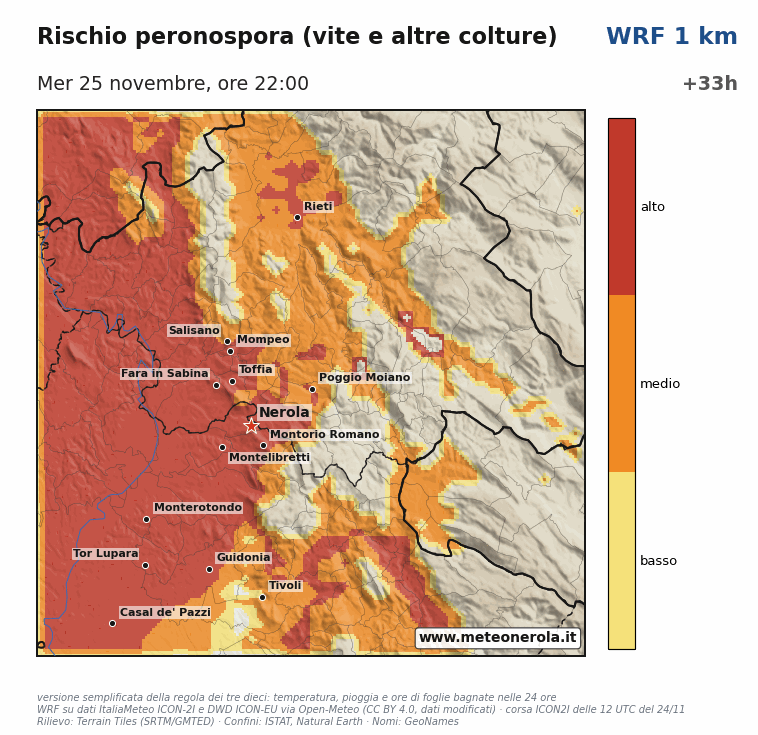 Rischio peronospora (vite e altre colture)
WRF 1 km
Mer 25 novembre, ore 22:00
+33h
alto
Rieti
Salisano
Mompeo
Fara in Sabina
Toffia
Poggio Moiano
medio
Nerola
Montorio Romano
Montelibretti
Monterotondo
Tor Lupara
Guidonia
basso
Tivoli
Casal de' Pazzi
www.meteonerola.it
versione semplificata della regola dei tre dieci: temperatura, pioggia e ore di foglie bagnate nelle 24 ore
WRF su dati ItaliaMeteo ICON-2I e DWD ICON-EU via Open-Meteo (CC BY 4.0, dati modificati) · corsa ICON2I delle 12 UTC del 24/11
Rilievo: Terrain Tiles (SRTM/GMTED) · Confini: ISTAT, Natural Earth · Nomi: GeoNames